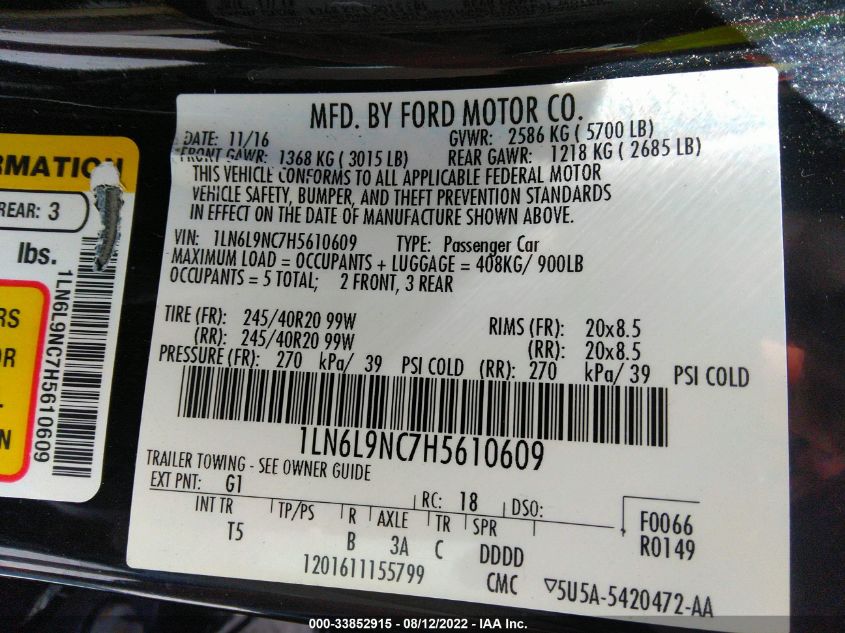 MFD. BY FORD MOTOR CO.
DATE: 11/16 GVWR: 2586 KG ( 5700 LB)
FRONT GAWR: 1368 KG ( 3015 LB) REAR GAWR: 1218 KG ( 2685 LB)
THIS VEHICLE CONFORMS TO ALL APPLICABLE FEDERAL MOTOR
VEHICLE SAFETY, BUMPER, AND THEFT PREVENTION STANDARDS
IN EFFECT ON THE DATE OF MANUFACTURE SHOWN ABOVE.
VIN: 1LN6L9NC7H5610609 TYPE: Passenger Car
MAXIMUM LOAD = OCCUPANTS + LUGGAGE = 408KG/ 900LB
OCCUPANTS = 5 TOTAL; 2 FRONT, 3 REAR
TIRE (FR): 245/40R20 99W RIMS (FR): 20x8.5
(RR): 245/40R20 99W (RR): 20x8.5
PRESSURE (FR): 270 kPa/ 39 PSI COLD (RR): 270 kPa/ 39 PSI COLD
1LN6L9NC7H5610609
TRAILER TOWING - SEE OWNER GUIDE
EXT PNT: G1 RC: 18 DSO:
INT TR TP/PS R AXLE TR SPR F0066
T5 B 3A C DDDD R0149
1201611155799 CMC ▽5U5A-5420472-AA
RMATION
REAR: 3
lbs.
RS
OR
N
1LN6L9NC7H5610609
000-33852915 - 08/12/2022 - IAA Inc.